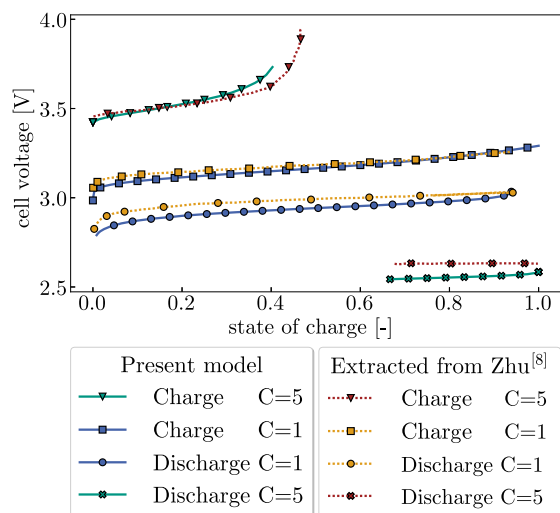 4.0
3.5
3.0
2.5
cell voltage [V]
0.0 0.2 0.4 0.6 0.8 1.0
state of charge [-]
Present model
Charge C=5
Charge C=1
Discharge C=1
Discharge C=5
Extracted from Zhu[8]
Charge C=5
Charge C=1
Discharge C=1
Discharge C=5